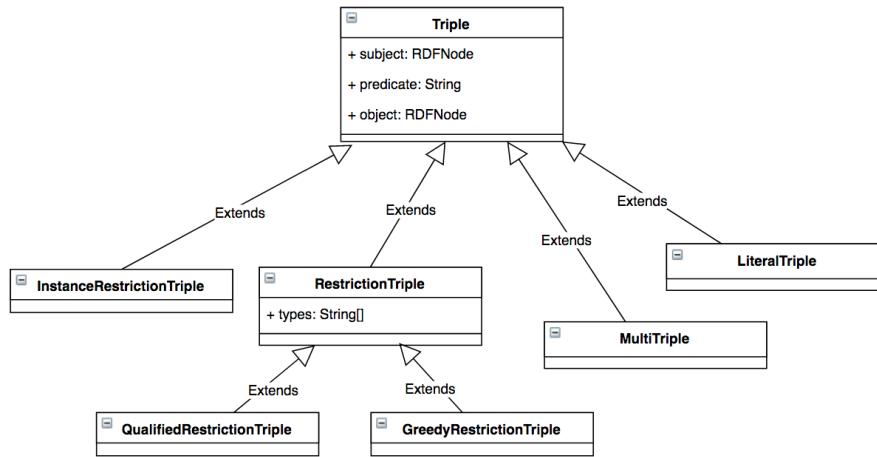 Triple
+ subject: RDFNode
+ predicate: String
+ object: RDFNode
Extends
Extends
Extends
Extends
InstanceRestrictionTriple
RestrictionTriple
+ types: String[]
LiteralTriple
MultiTriple
Extends
Extends
QualifiedRestrictionTriple
GreedyRestrictionTriple